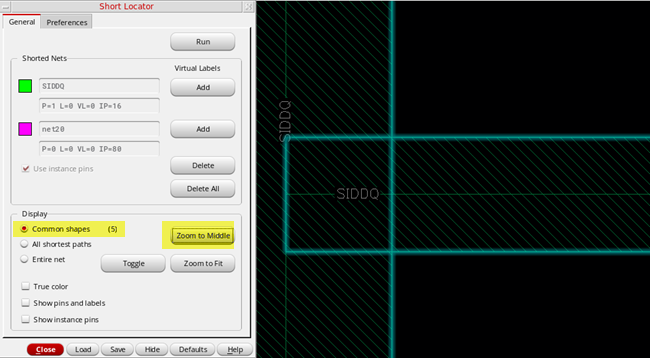 Short Locator
General Preferences
Run
Shorted Nets
Virtual Labels
SIDDQ
Add
P=1 L=0 VL=0 IP=16
net20
Add
P=0 L=0 VL=0 IP=80
Use instance pins
Delete
Delete All
Display
Common shapes (5)
Zoom to Middle
All shortest paths
Entire net
Toggle
Zoom to Fit
True color
Show pins and labels
Show instance pins
Close Load Save Hide Defaults Help
SIDDQ
SIDDQ